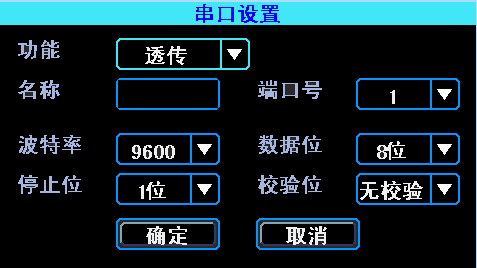 串口设置
功能 透传
名称 端口号 1
波特率 9600 数据位 8位
停止位 1位 校验位 无校验
确定 取消